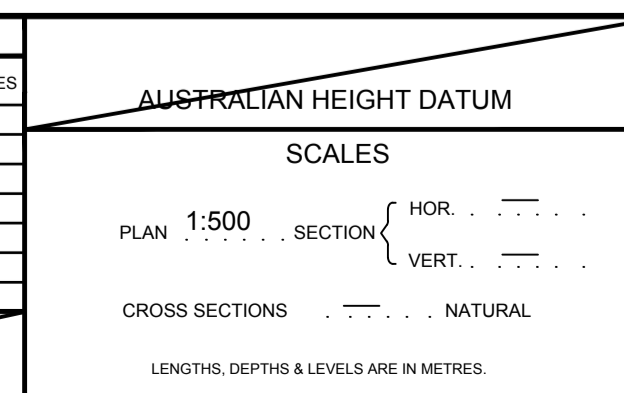 ES
AUSTRALIAN HEIGHT DATUM
SCALES
PLAN 1:500 . . . . . . SECTION { HOR. . — . . . . .
VERT. . — . . . . .
CROSS SECTIONS . — . . . . . NATURAL
LENGTHS, DEPTHS & LEVELS ARE IN METRES.